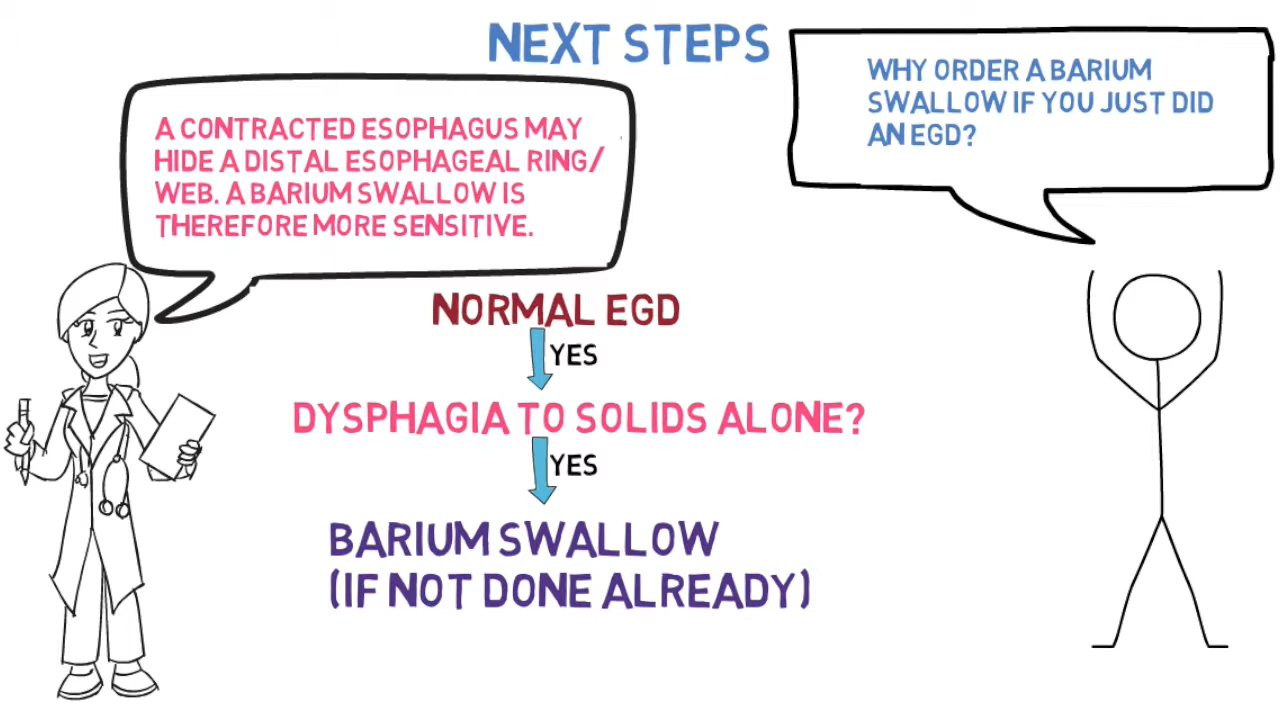 NEXT STEPS
WHY ORDER A BARIUM
SWALLOW IF YOU JUST DID
AN EGD?
A CONTRACTED ESOPHAGUS MAY
HIDE A DISTAL ESOPHAGEAL RING/
WEB. A BARIUM SWALLOW IS
THEREFORE MORE SENSITIVE.
NORMAL EGD
YES
DYSPHAGIA TO SOLIDS ALONE?
YES
BARIUM SWALLOW
(IF NOT DONE ALREADY)